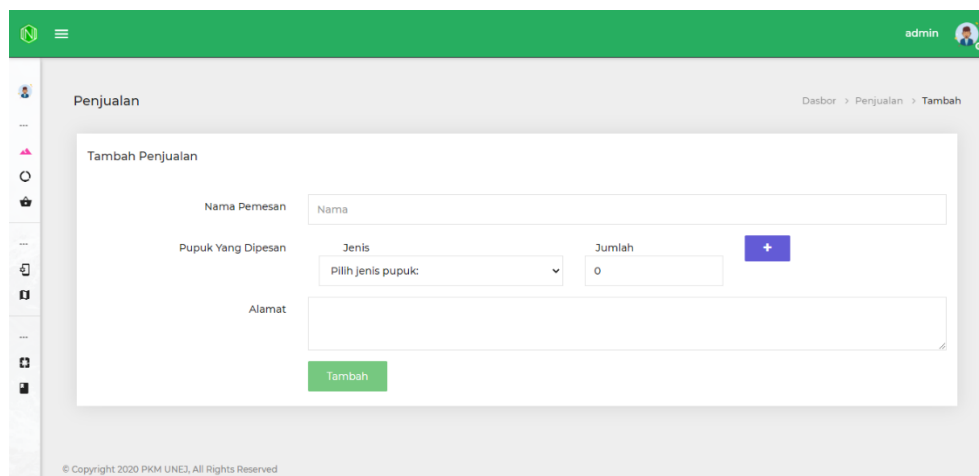 N
admin
Penjualan
Dasbor > Penjualan > Tambah
Tambah Penjualan
Nama Pemesan
Nama
Pupuk Yang Dipesan
Jenis
Jumlah
+
Pilih jenis pupuk:
0
Alamat
Tambah
© Copyright 2020 PKM UNEJ, All Rights Reserved